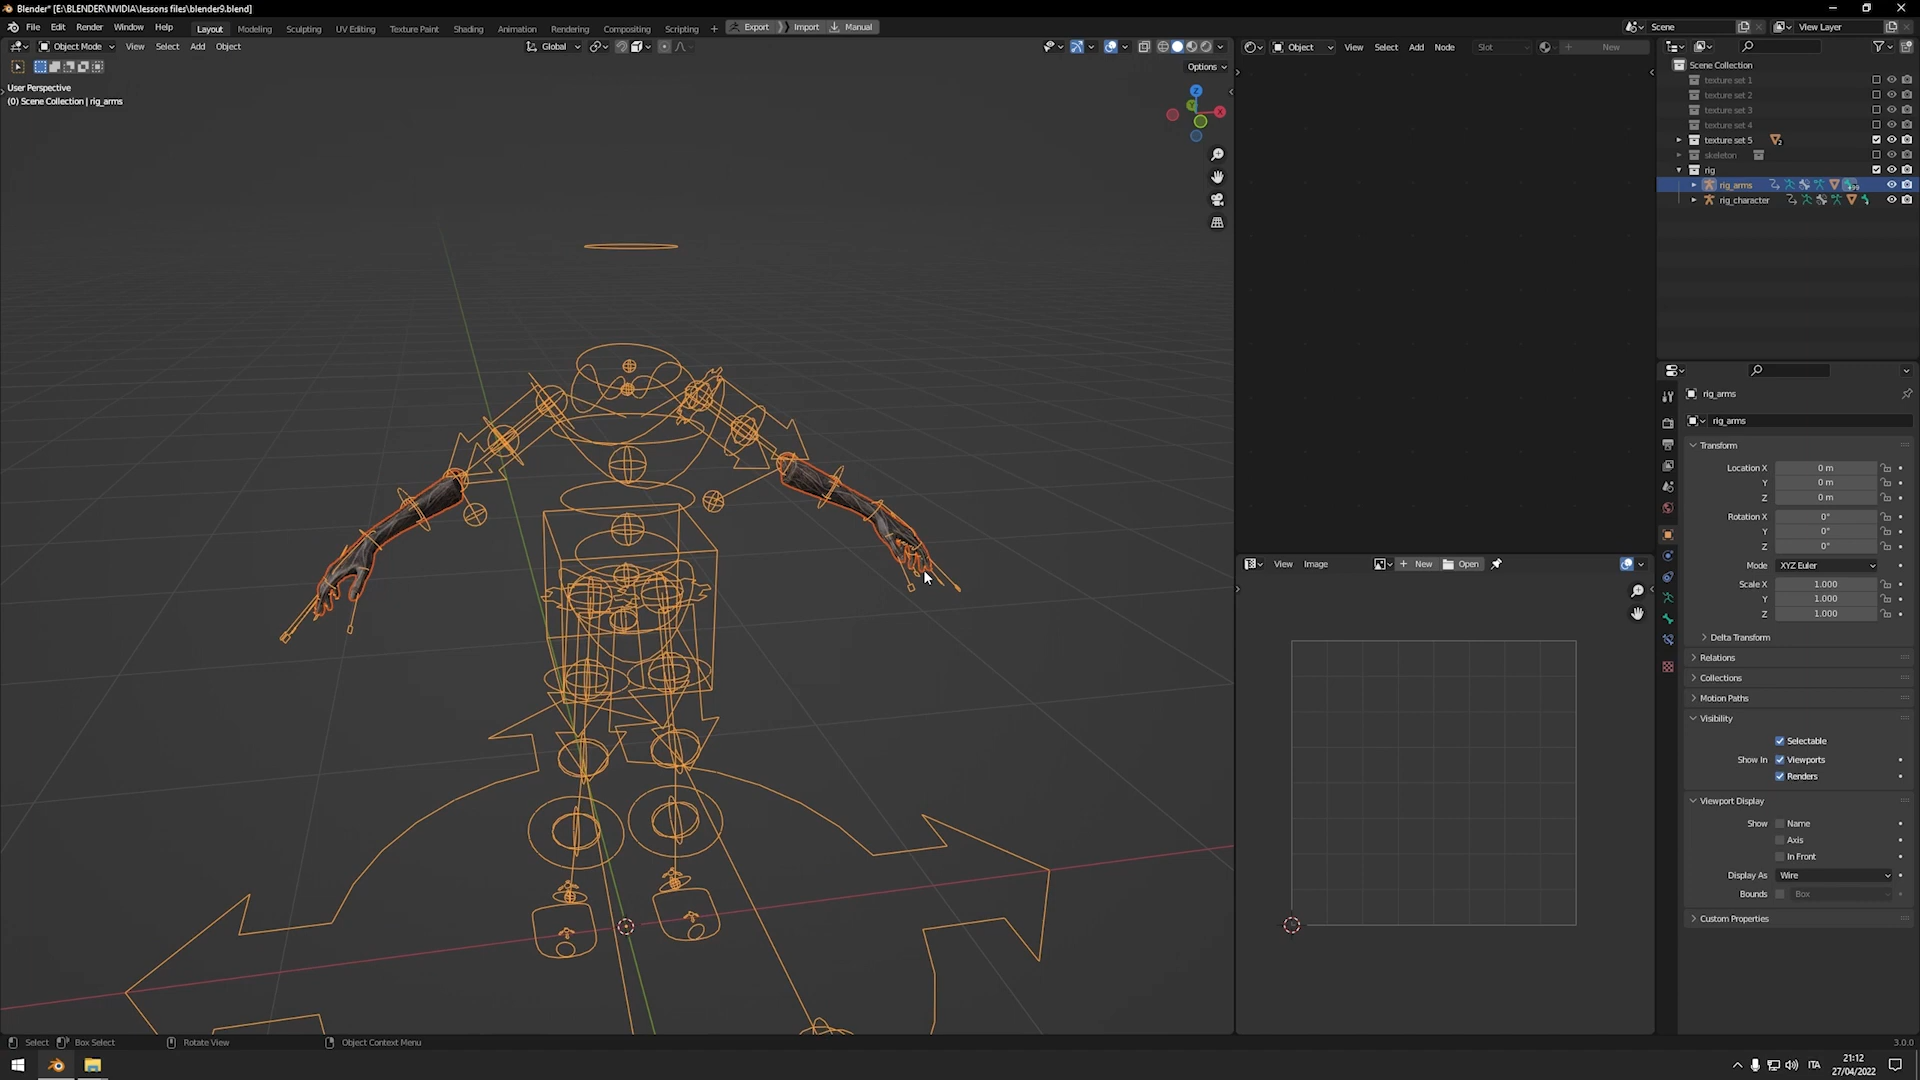 Blender* [E:\BLENDER\NVIDIA\lessons files\blender9.blend]
File Edit Render Window Help Layout Modeling Sculpting UV Editing Texture Paint Shading Animation Rendering Compositing Scripting + Export Import Manual Scene View Layer
Object Mode View Select Add Object Global
Options
User Perspective
(0) Scene Collection | rig_arms
Z
Y
X
Object View Select Add Node Slot New
View Image New Open
Scene Collection
texture set 1
texture set 2
texture set 3
texture set 4
texture set 5
skeleton
rig
rig_arms
rig_character
rig_arms
rig_arms
Transform
Location X 0 m
Y 0 m
Z 0 m
Rotation X 0°
Y 0°
Z 0°
Mode XYZ Euler
Scale X 1.000
Y 1.000
Z 1.000
Delta Transform
Relations
Collections
Motion Paths
Visibility
Selectable
Show In Viewports
Renders
Viewport Display
Show Name
Axis
In Front
Display As Wire
Bounds Box
Custom Properties
Select Box Select Rotate View Object Context Menu 3.0.0
ITA
21:12
27/04/2022